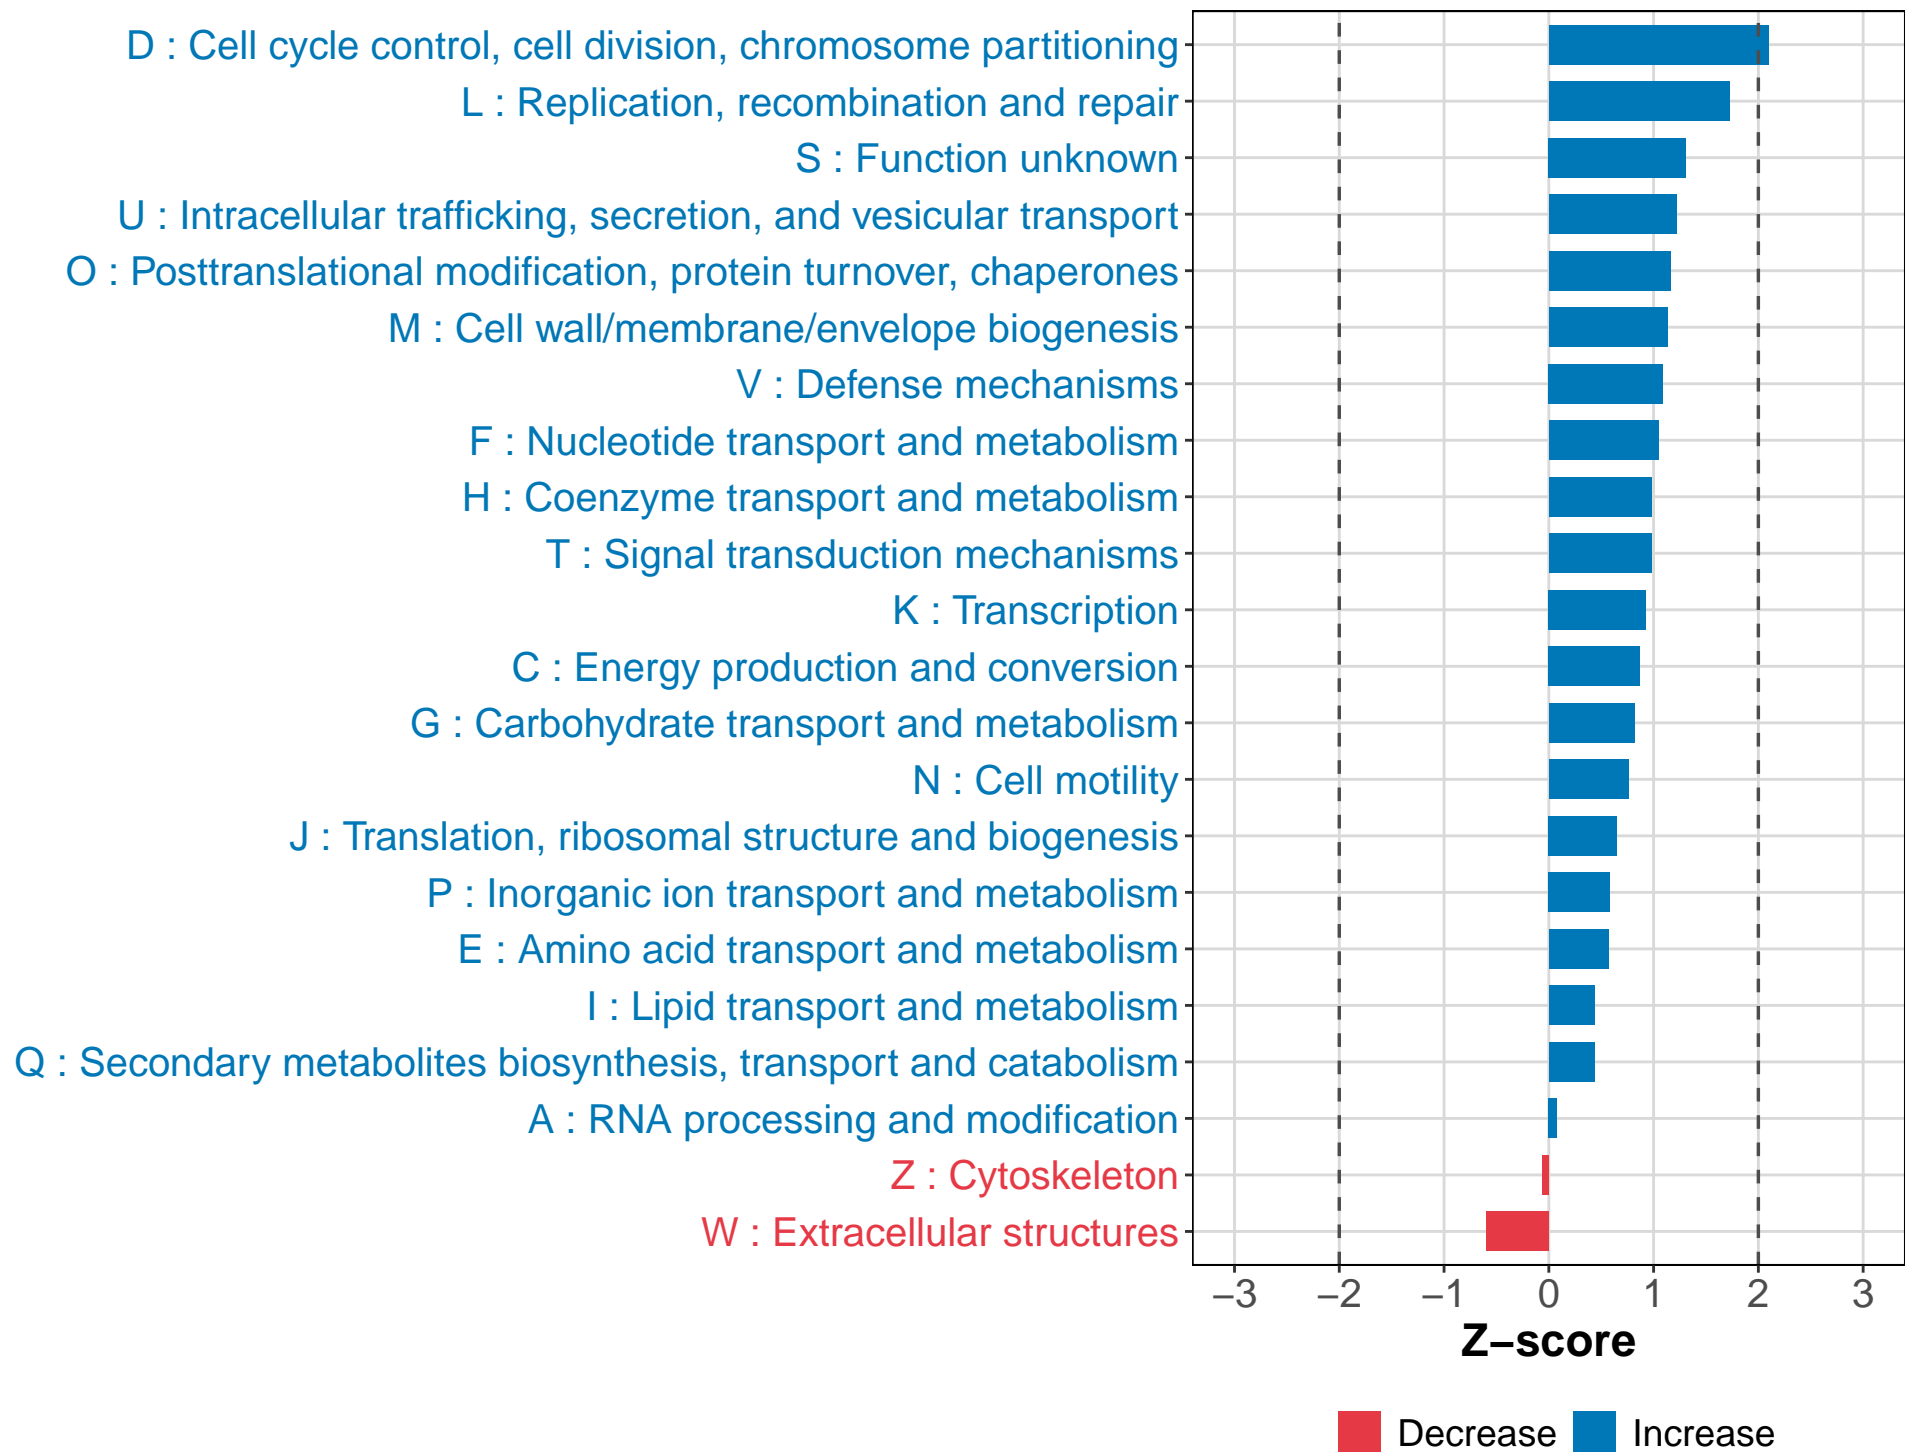 D : Cell cycle control, cell division, chromosome partitioning
L : Replication, recombination and repair
S : Function unknown
U : Intracellular trafficking, secretion, and vesicular transport
O : Posttranslational modification, protein turnover, chaperones
M : Cell wall/membrane/envelope biogenesis
V : Defense mechanisms
F : Nucleotide transport and metabolism
H : Coenzyme transport and metabolism
T : Signal transduction mechanisms
K : Transcription
C : Energy production and conversion
G : Carbohydrate transport and metabolism
N : Cell motility
J : Translation, ribosomal structure and biogenesis
P : Inorganic ion transport and metabolism
E : Amino acid transport and metabolism
I : Lipid transport and metabolism
Q : Secondary metabolites biosynthesis, transport and catabolism
A : RNA processing and modification
Z : Cytoskeleton
W : Extracellular structures
−3 −2 −1 0 1 2 3
Z−score
Decrease Increase